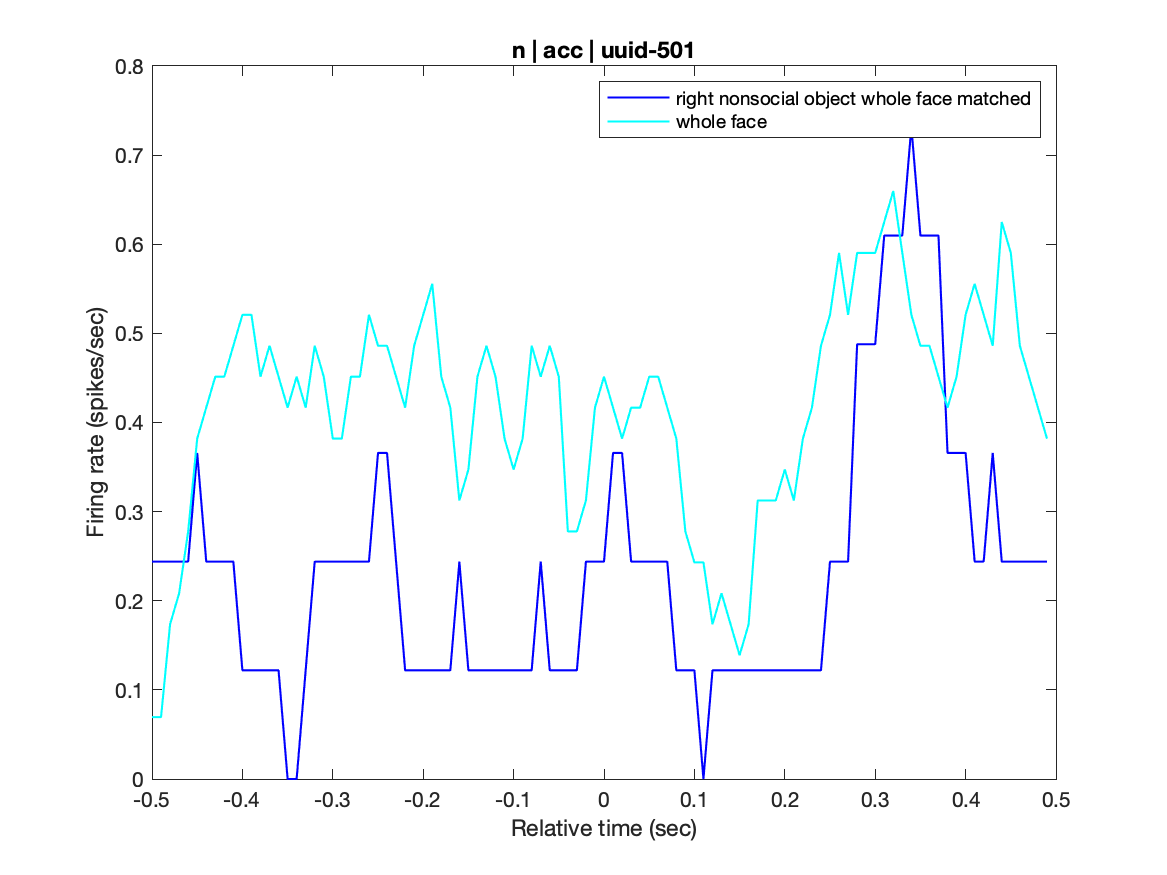 n | acc | uuid-501
right nonsocial object whole face matched
whole face
0.8
0.7
0.6
0.5
0.4
0.3
0.2
0.1
0
Firing rate (spikes/sec)
-0.5 -0.4 -0.3 -0.2 -0.1 0 0.1 0.2 0.3 0.4 0.5
Relative time (sec)